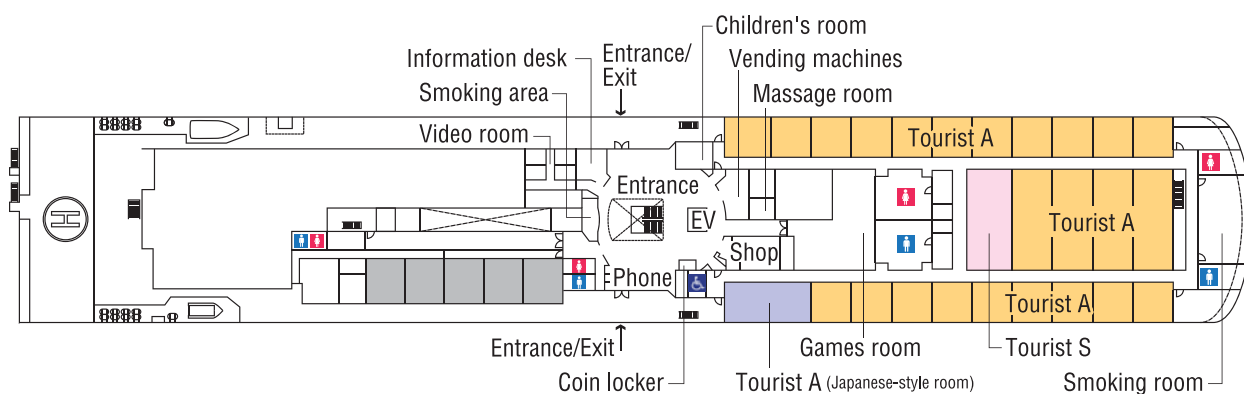 Children's room
Information desk
Entrance/
Exit
Vending machines
Smoking area
Massage room
Video room
Tourist A
Entrance
Tourist A
EV
Shop
Phone
Tourist A
Entrance/Exit
Games room
Tourist S
Coin locker
Tourist A (Japanese-style room)
Smoking room
H